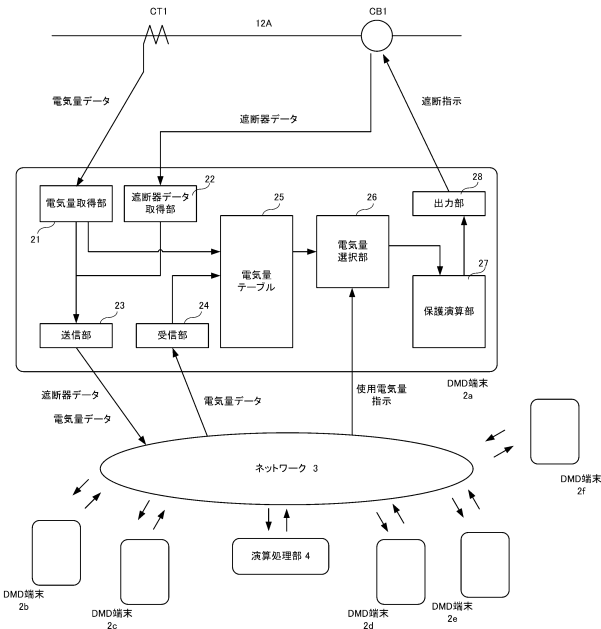 CT1
12A
CB1
電気量データ
遮断器データ
遮断指示
電気量取得部
21
遮断器データ
取得部
22
25
電気量
テーブル
26
電気量
選択部
28
出力部
27
保護演算部
23
送信部
24
受信部
DMD端末
2a
遮断器データ
電気量データ
電気量データ
使用電気量
指示
ネットワーク 3
DMD端末
2f
演算処理部 4
DMD端末
2b
DMD端末
2c
DMD端末
2d
DMD端末
2e